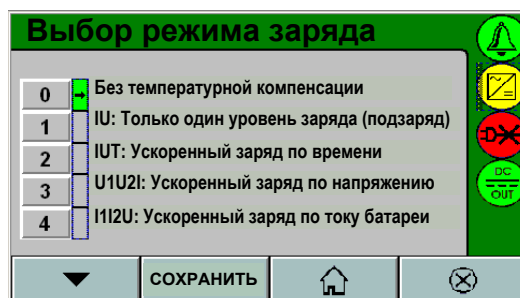 Выбор режима заряда
0 Без температурной компенсации
1 IU: Только один уровень заряда (подзаряд)
2 IUT: Ускоренный заряд по времени
3 U1U2I: Ускоренный заряд по напряжению
4 I1I2U: Ускоренный заряд по току батареи
DC
OUT
СОХРАНИТЬ